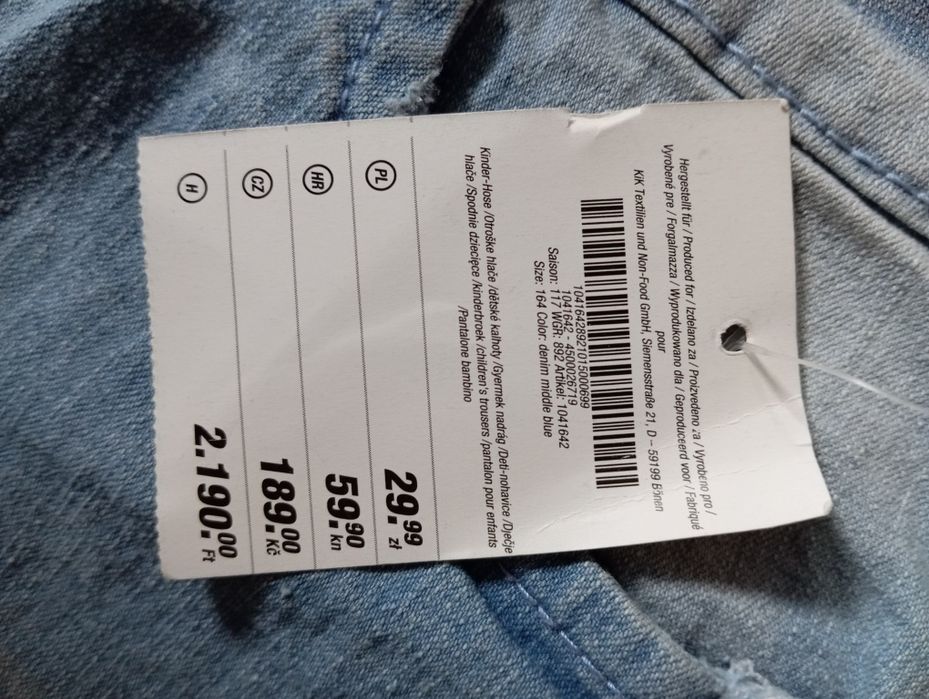 Hergestellt für / Produced for / Izdelano za / Proizvedeno za / Vyrobeno pro /
Vyrobené pre / Forgalmazza / Wyprodukowano dla / Geproduceerd voor / Fabriqué
pour
KiK Textilien und Non-Food GmbH, Siemensstraße 21, D – 59199 Bönen
10416428921015000699
1041642 - 4500026719
Saison: 117 WGR: 892 Artikel: 1041642
Size: 164 Color: denim middle blue
Kinder-Hose /Otroške hlače /dětské kalhoty /Gyermek nadrág /Deti-nohavice /Dječje
hlače /Spodnie dziecięce /kinderbroek /children's trousers /pantalon pour enfants
/Pantalone bambino
PL 29.99 zł
HR 59.90 kn
CZ 189.00 Kč
H 2.190.00 Ft